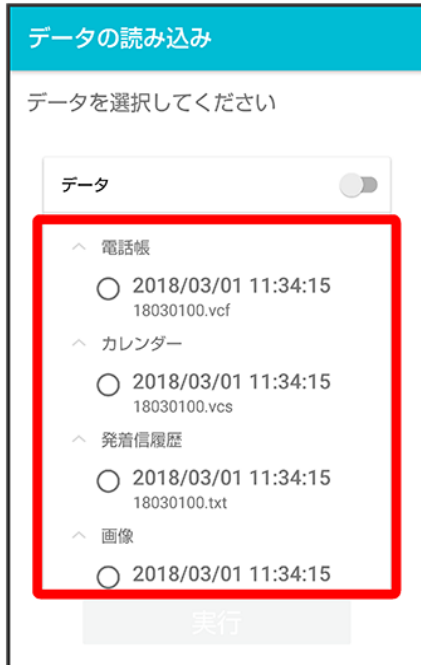 データの読み込み
データを選択してください
データ
電話帳
2018/03/01 11:34:15
18030100.vcf
カレンダー
2018/03/01 11:34:15
18030100.vcs
発着信履歴
2018/03/01 11:34:15
18030100.txt
画像
2018/03/01 11:34:15
実行